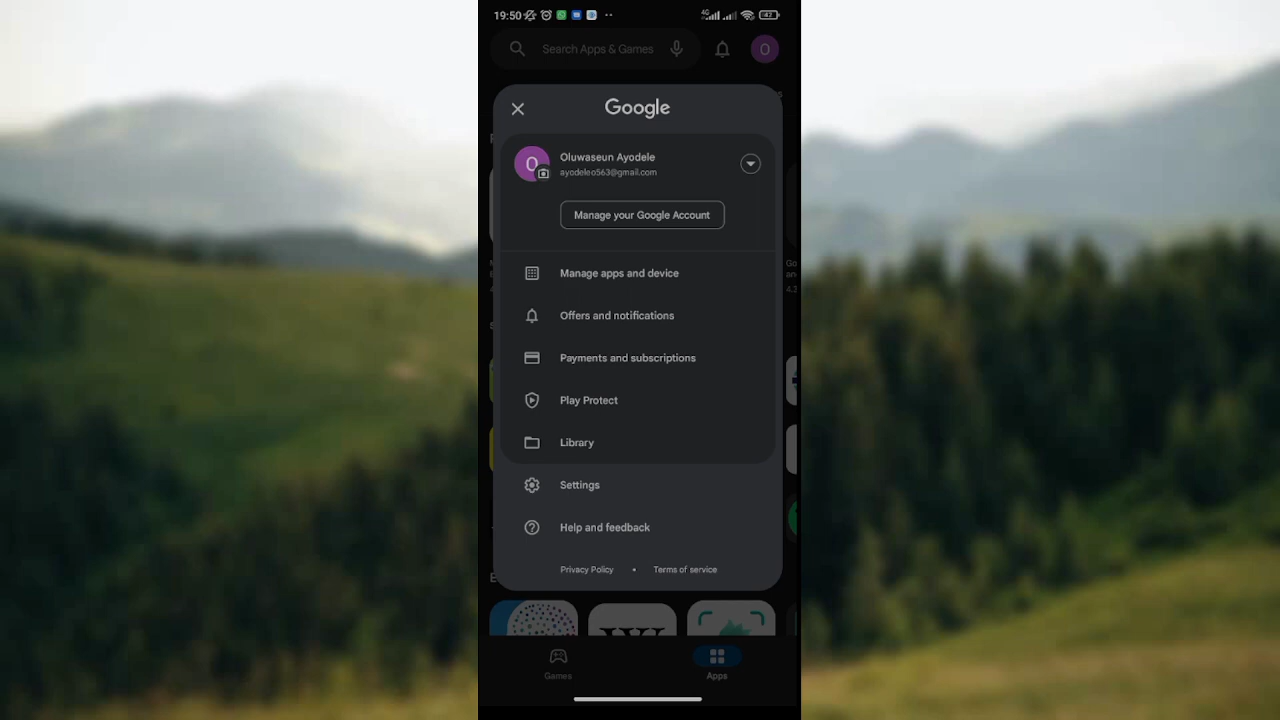 19:50
4G
47
Search Apps & Games
O
Google
O
Oluwaseun Ayodele
ayodeleo563@gmail.com
Manage your Google Account
Manage apps and device
Offers and notifications
Payments and subscriptions
Play Protect
Library
Settings
Help and feedback
Privacy Policy • Terms of service
Games
Apps